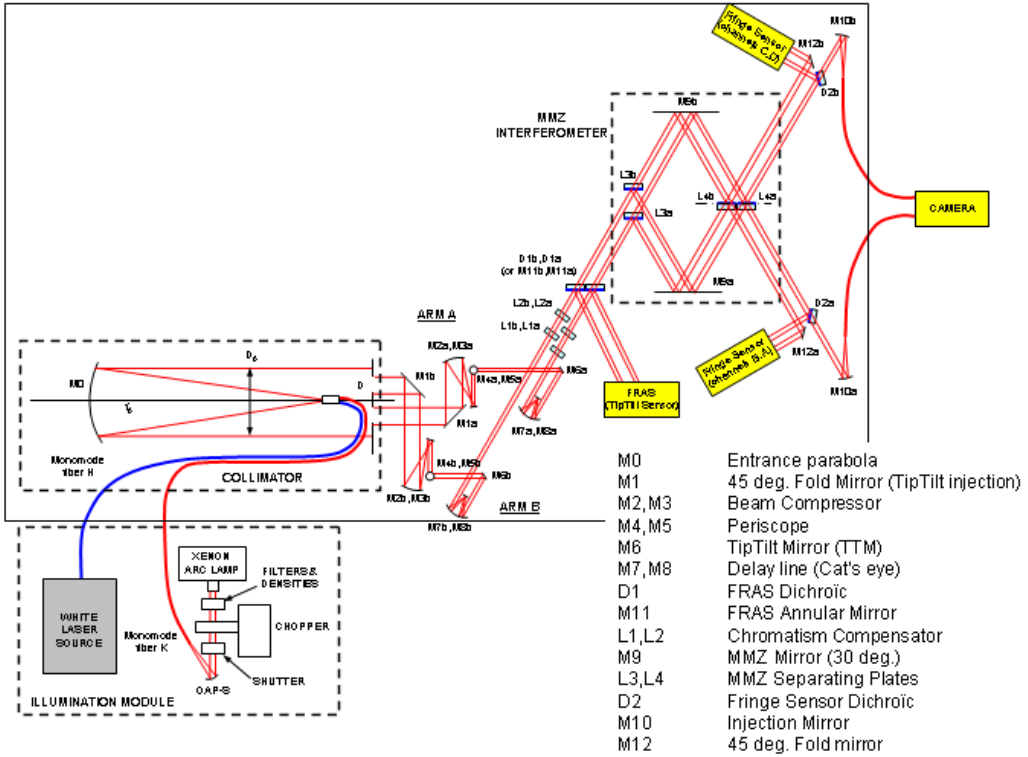 Fringe Sensor
(channels C,D)
M10b
M12b
D2b
MMZ
INTERFEROMETER
M9b
L3b
L3a
L4b
L4a
CAMERA
D1b,D1a
(or M11b,M11a)
M9a
L2b,L2a
L1b,L1a
D2a
M12a
Fringe Sensor
(channels B,A)
M10a
FRAS
(TipTilt Sensor)
ARM A
M2a,M3a
M1b
M4a,M5a
M6a
M1a
M7a,M8a
M0
D
Monomode
fiber H
COLLIMATOR
M4b,M5b
M6b
M2b,M3b
ARM B
M7b,M8b
XENON
ARC LAMP
FILTERS &
DENSITIES
WHITE
LASER
SOURCE
Monomode
fiber K
CHOPPER
SHUTTER
OAP-S
ILLUMINATION MODULE
M0 Entrance parabola
M1 45 deg. Fold Mirror (TipTilt injection)
M2,M3 Beam Compressor
M4,M5 Periscope
M6 TipTilt Mirror (TTM)
M7,M8 Delay line (Cat's eye)
D1 FRAS Dichroïc
M11 FRAS Annular Mirror
L1,L2 Chromatism Compensator
M9 MMZ Mirror (30 deg.)
L3,L4 MMZ Separating Plates
D2 Fringe Sensor Dichroïc
M10 Injection Mirror
M12 45 deg. Fold mirror